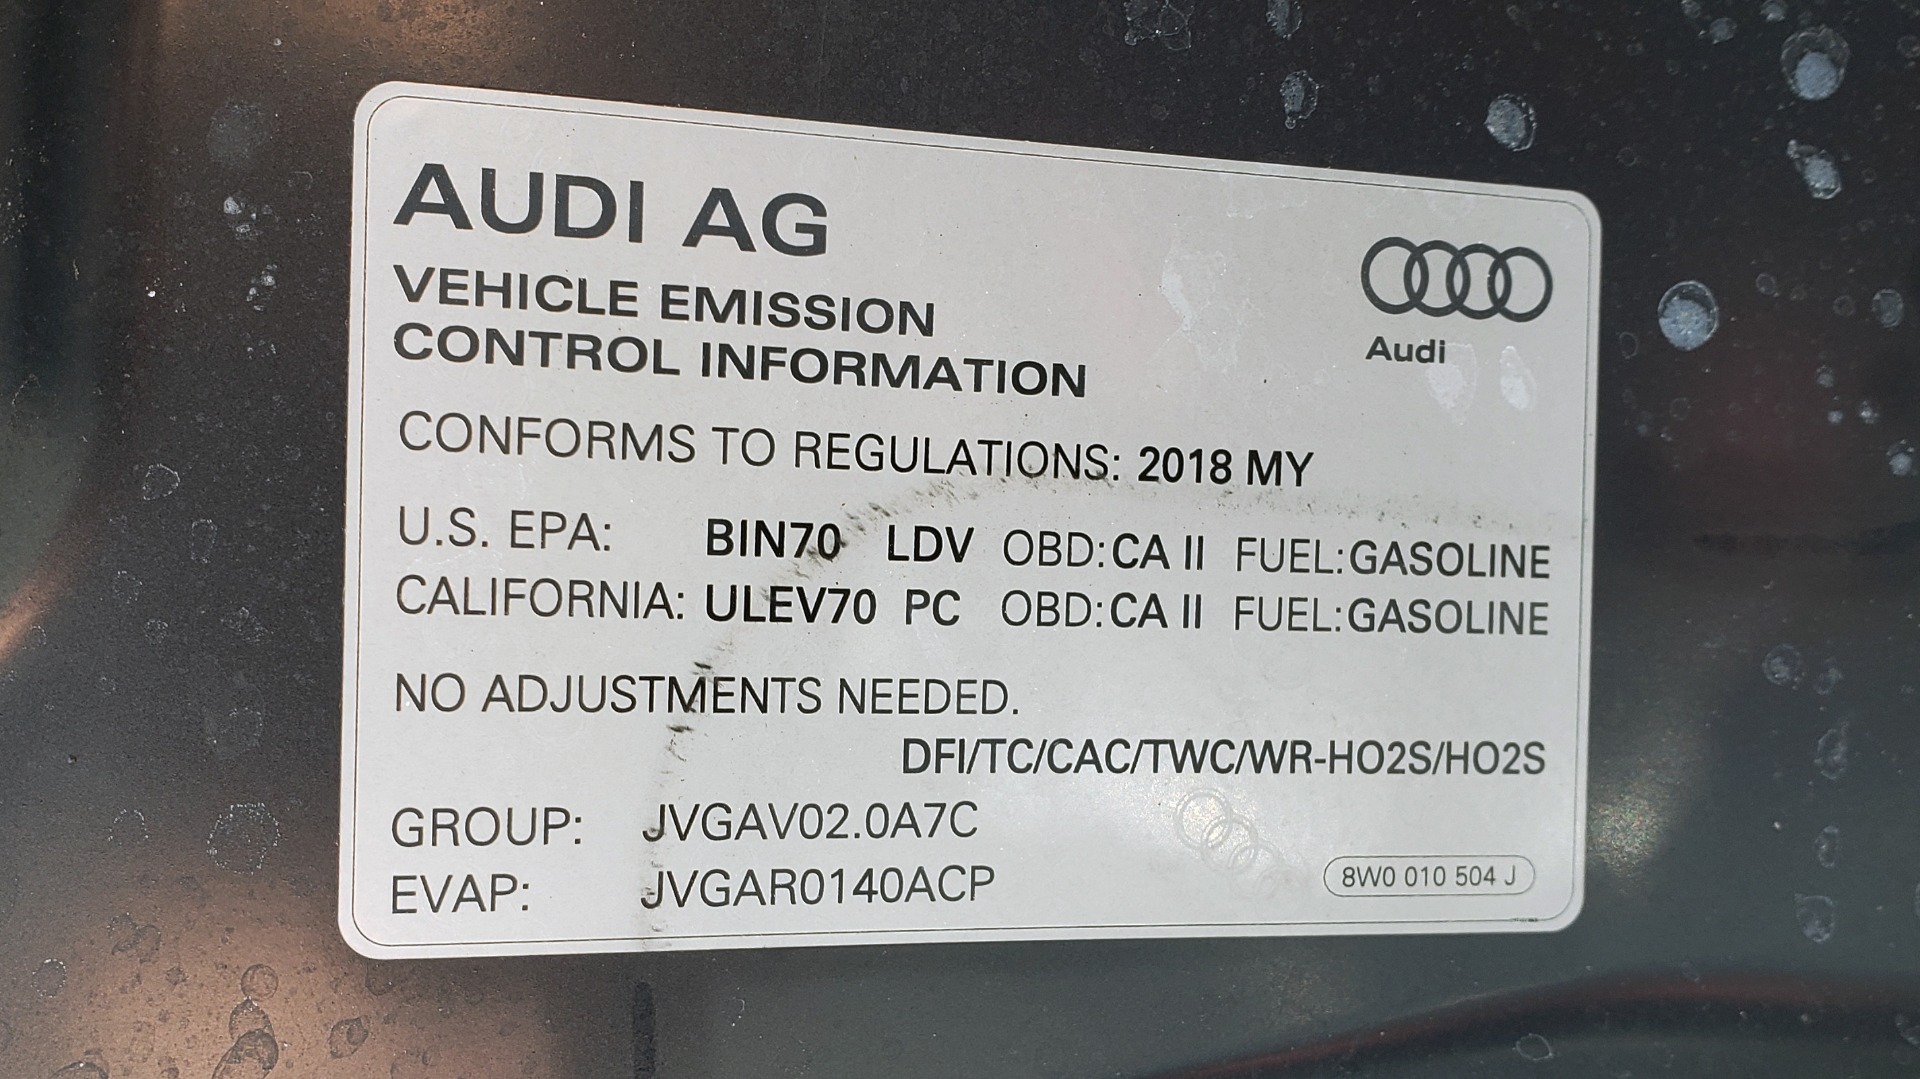 AUDI AG
VEHICLE EMISSION
CONTROL INFORMATION
Audi
CONFORMS TO REGULATIONS: 2018 MY
U.S. EPA: BIN70 LDV OBD:CA II FUEL:GASOLINE
CALIFORNIA: ULEV70 PC OBD:CA II FUEL:GASOLINE
NO ADJUSTMENTS NEEDED.
DFI/TC/CAC/TWC/WR-HO2S/HO2S
GROUP: JVGAV02.0A7C
EVAP: JVGAR0140ACP
8W0 010 504 J